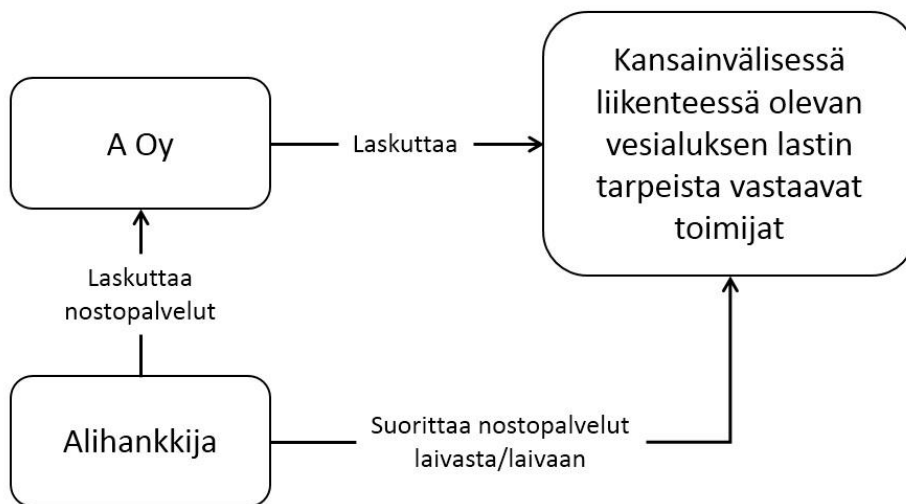 A Oy
Laskuttaa
Kansainvälisessä
liikenteessä olevan
vesialuksen lastin
tarpeista vastaavat
toimijat
Laskuttaa
nostopalvelut
Alihankkija
Suorittaa nostopalvelut
laivasta/laivaan